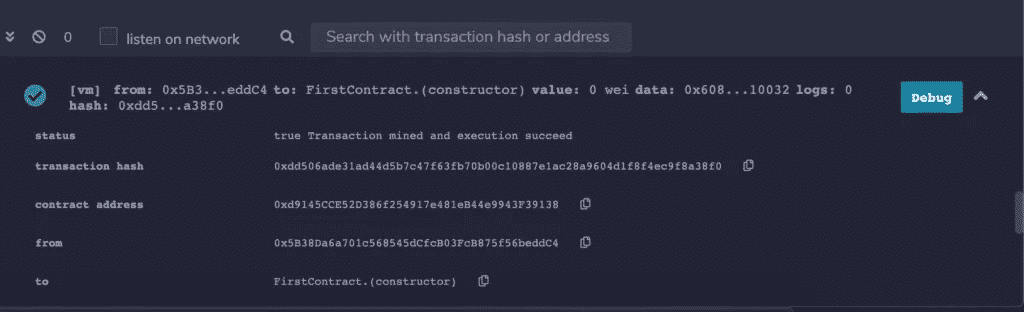 0 listen on network Search with transaction hash or address
[vm] from: 0x5B3...eddC4 to: FirstContract.(constructor) value: 0 wei data: 0x608...10032 logs: 0
hash: 0xdd5...a38f0
Debug
status true Transaction mined and execution succeed
transaction hash 0xdd506ade31ad44d5b7c47f63fb70b00c10887e1ac28a9604d1f8f4ec9f8a38f0
contract address 0xd9145CCE52D386f254917e481eB44e9943F39138
from 0x5B38Da6a701c568545dCfcB03FcB875f56beddC4
to FirstContract.(constructor)